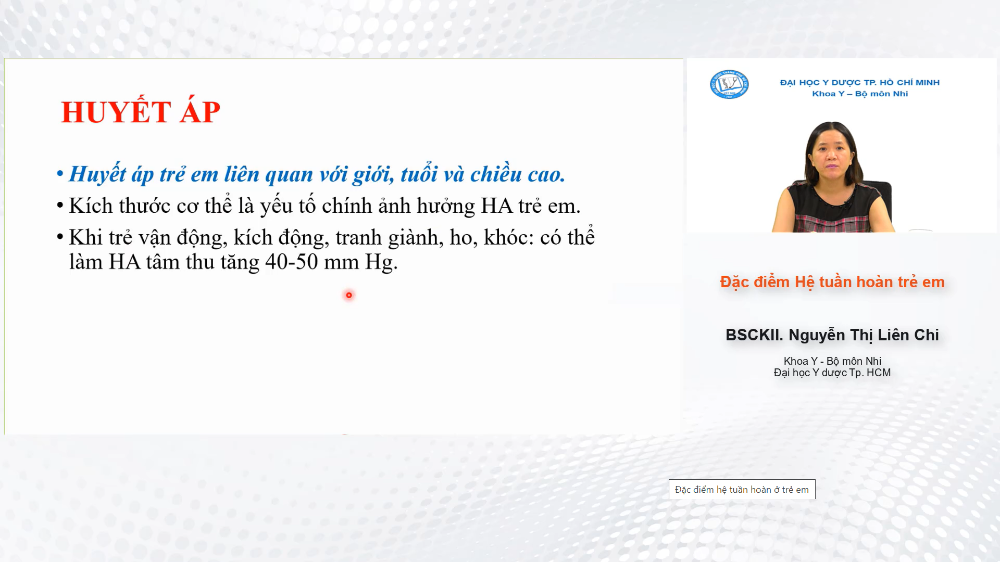 HUYẾT ÁP
• Huyết áp trẻ em liên quan với giới, tuổi và chiều cao.
• Kích thước cơ thể là yếu tố chính ảnh hưởng HA trẻ em.
• Khi trẻ vận động, kích động, tranh giành, ho, khóc: có thể
làm HA tâm thu tăng 40-50 mm Hg.
ĐẠI HỌC Y DƯỢC TP. HỒ CHÍ MINH
Khoa Y – Bộ môn Nhi
Đặc điểm Hệ tuần hoàn trẻ em
BSCKII. Nguyễn Thị Liên Chi
Khoa Y - Bộ môn Nhi
Đại học Y dược Tp. HCM
Đặc điểm hệ tuần hoàn ở trẻ em